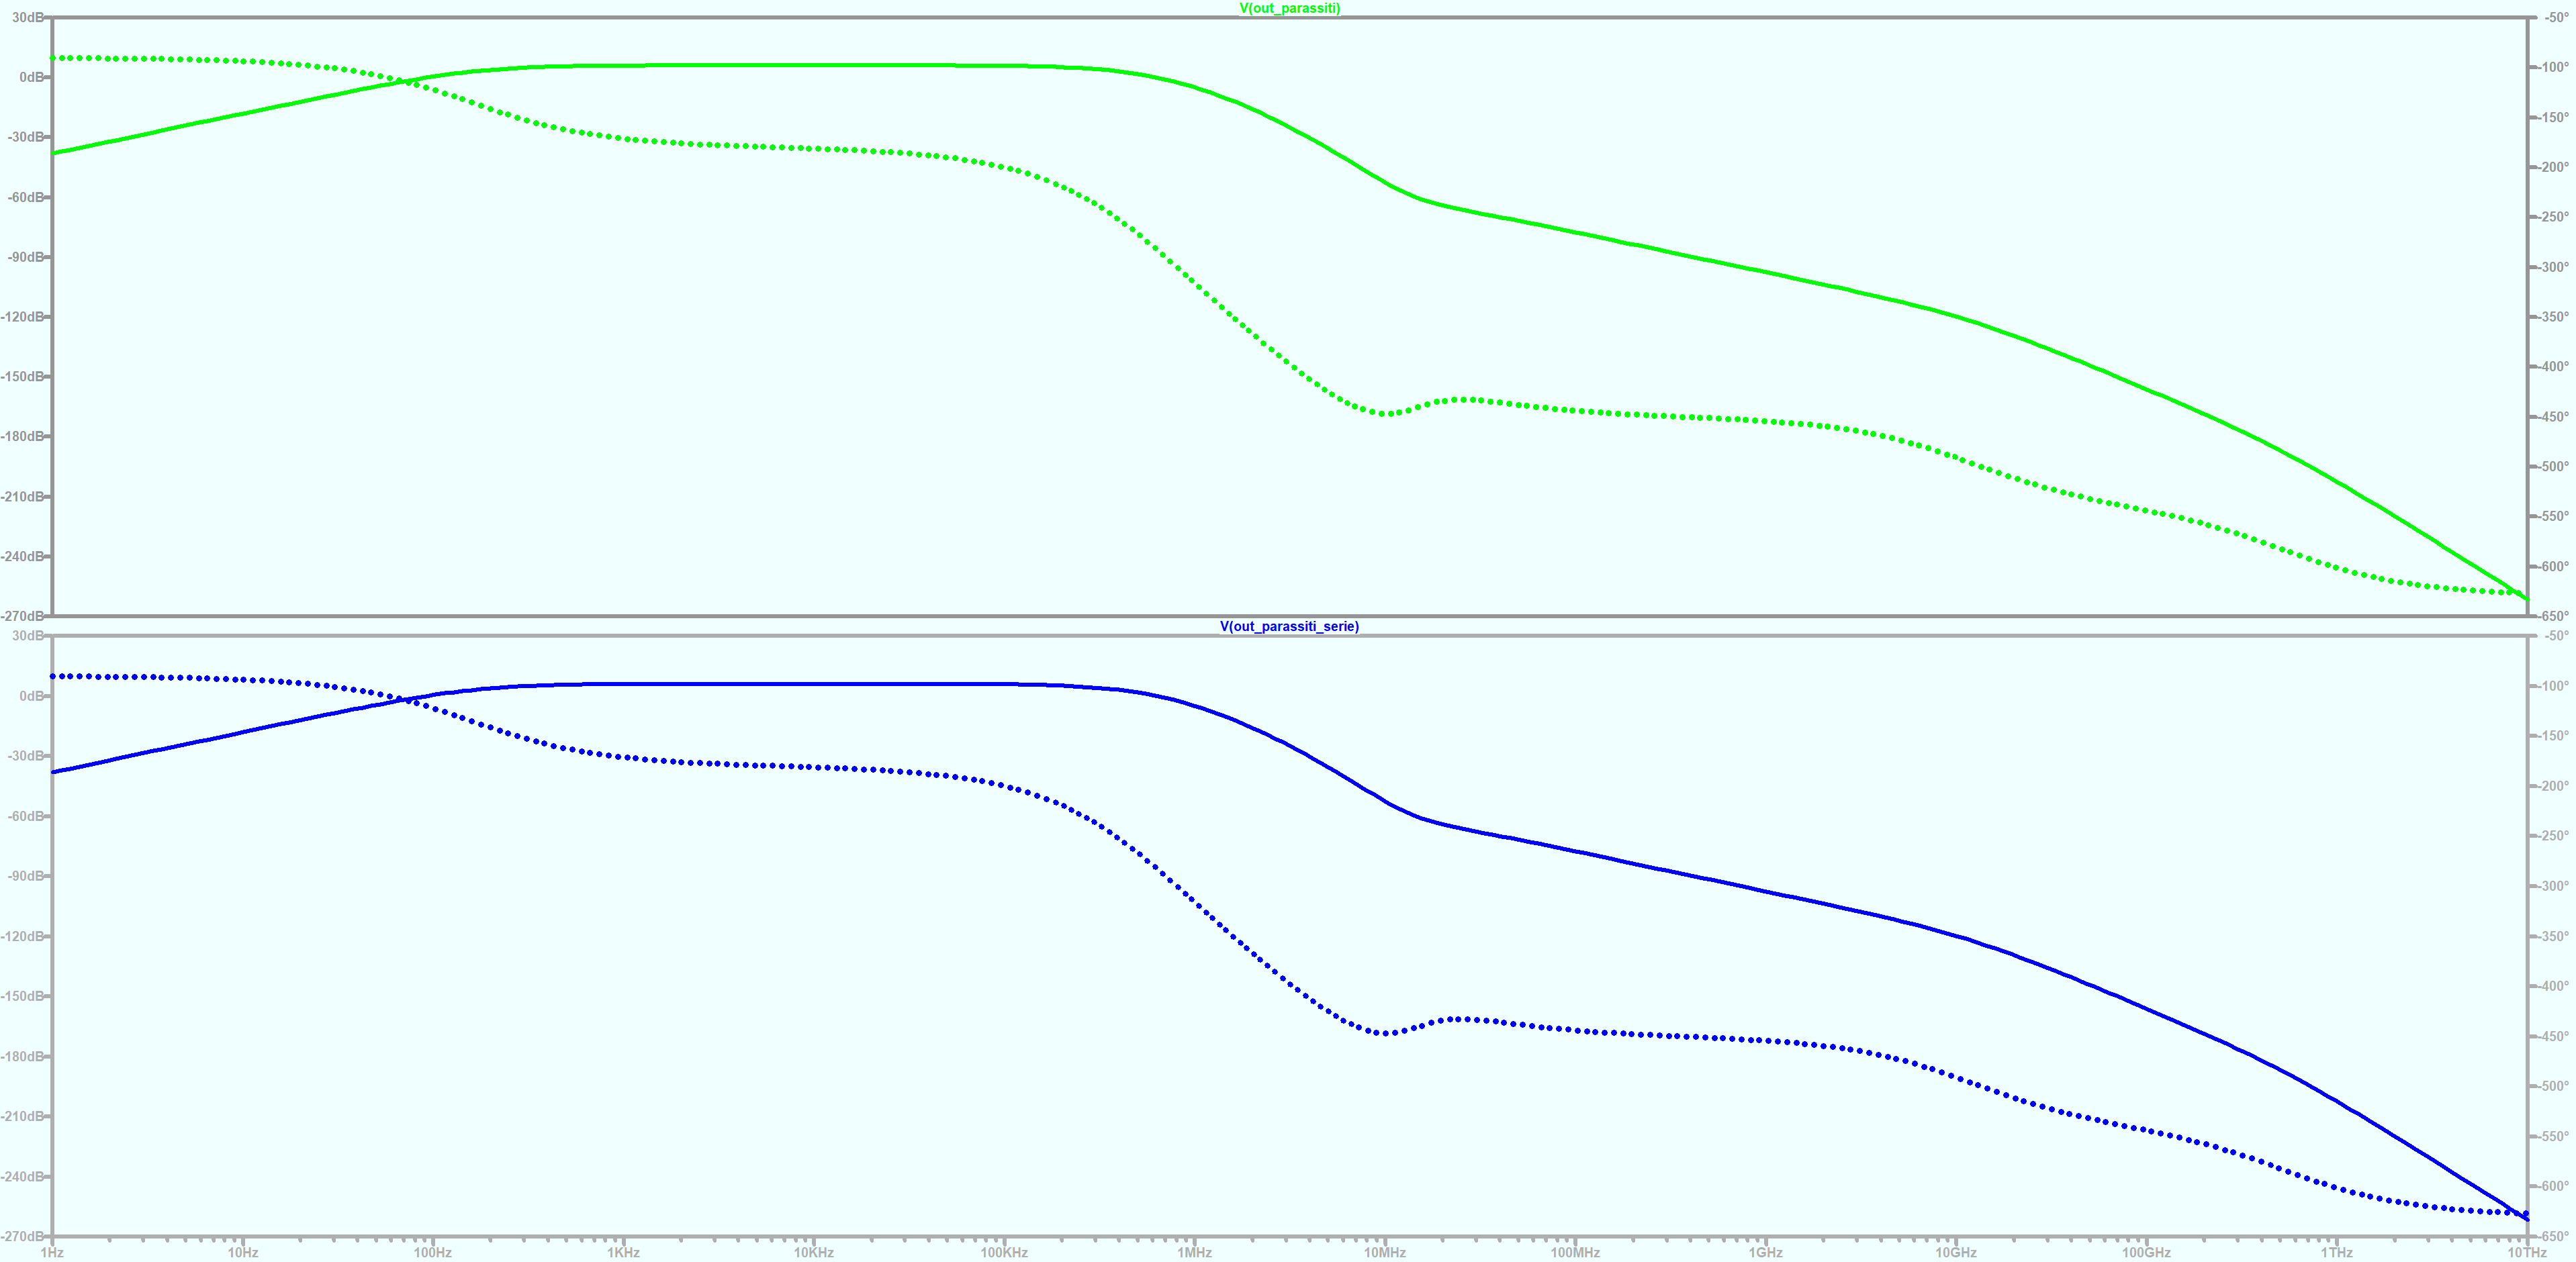 V(out_parassiti)
30dB
0dB
-30dB
-60dB
-90dB
-120dB
-150dB
-180dB
-210dB
-240dB
-270dB
-50°
-100°
-150°
-200°
-250°
-300°
-350°
-400°
-450°
-500°
-550°
-600°
-650°
V(out_parassiti_serie)
30dB
0dB
-30dB
-60dB
-90dB
-120dB
-150dB
-180dB
-210dB
-240dB
-270dB
-50°
-100°
-150°
-200°
-250°
-300°
-350°
-400°
-450°
-500°
-550°
-600°
-650°
1Hz 10Hz 100Hz 1KHz 10KHz 100KHz 1MHz 10MHz 100MHz 1GHz 10GHz 100GHz 1THz 10THz